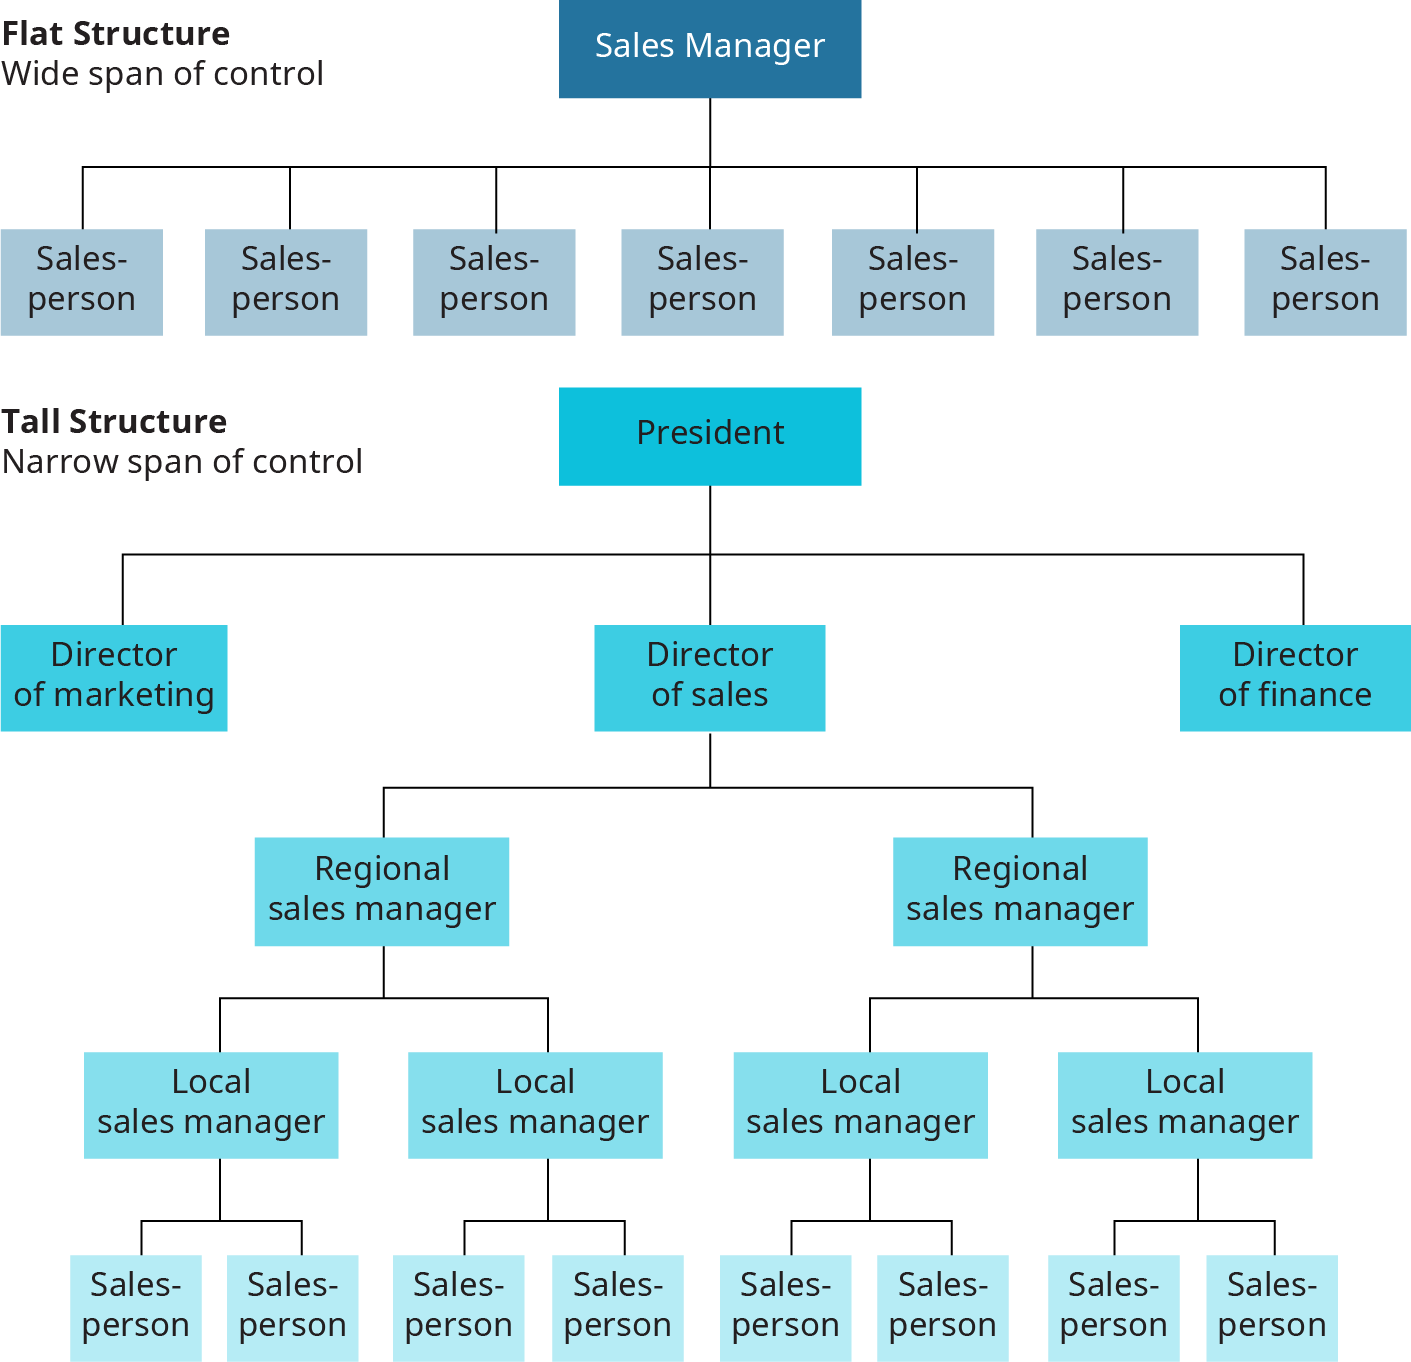 Flat Structure
Wide span of control
Sales Manager
Sales-
person
Sales-
person
Sales-
person
Sales-
person
Sales-
person
Sales-
person
Sales-
person
Tall Structure
Narrow span of control
President
Director
of marketing
Director
of sales
Director
of finance
Regional
sales manager
Regional
sales manager
Local
sales manager
Local
sales manager
Local
sales manager
Local
sales manager
Sales-
person
Sales-
person
Sales-
person
Sales-
person
Sales-
person
Sales-
person
Sales-
person
Sales-
person